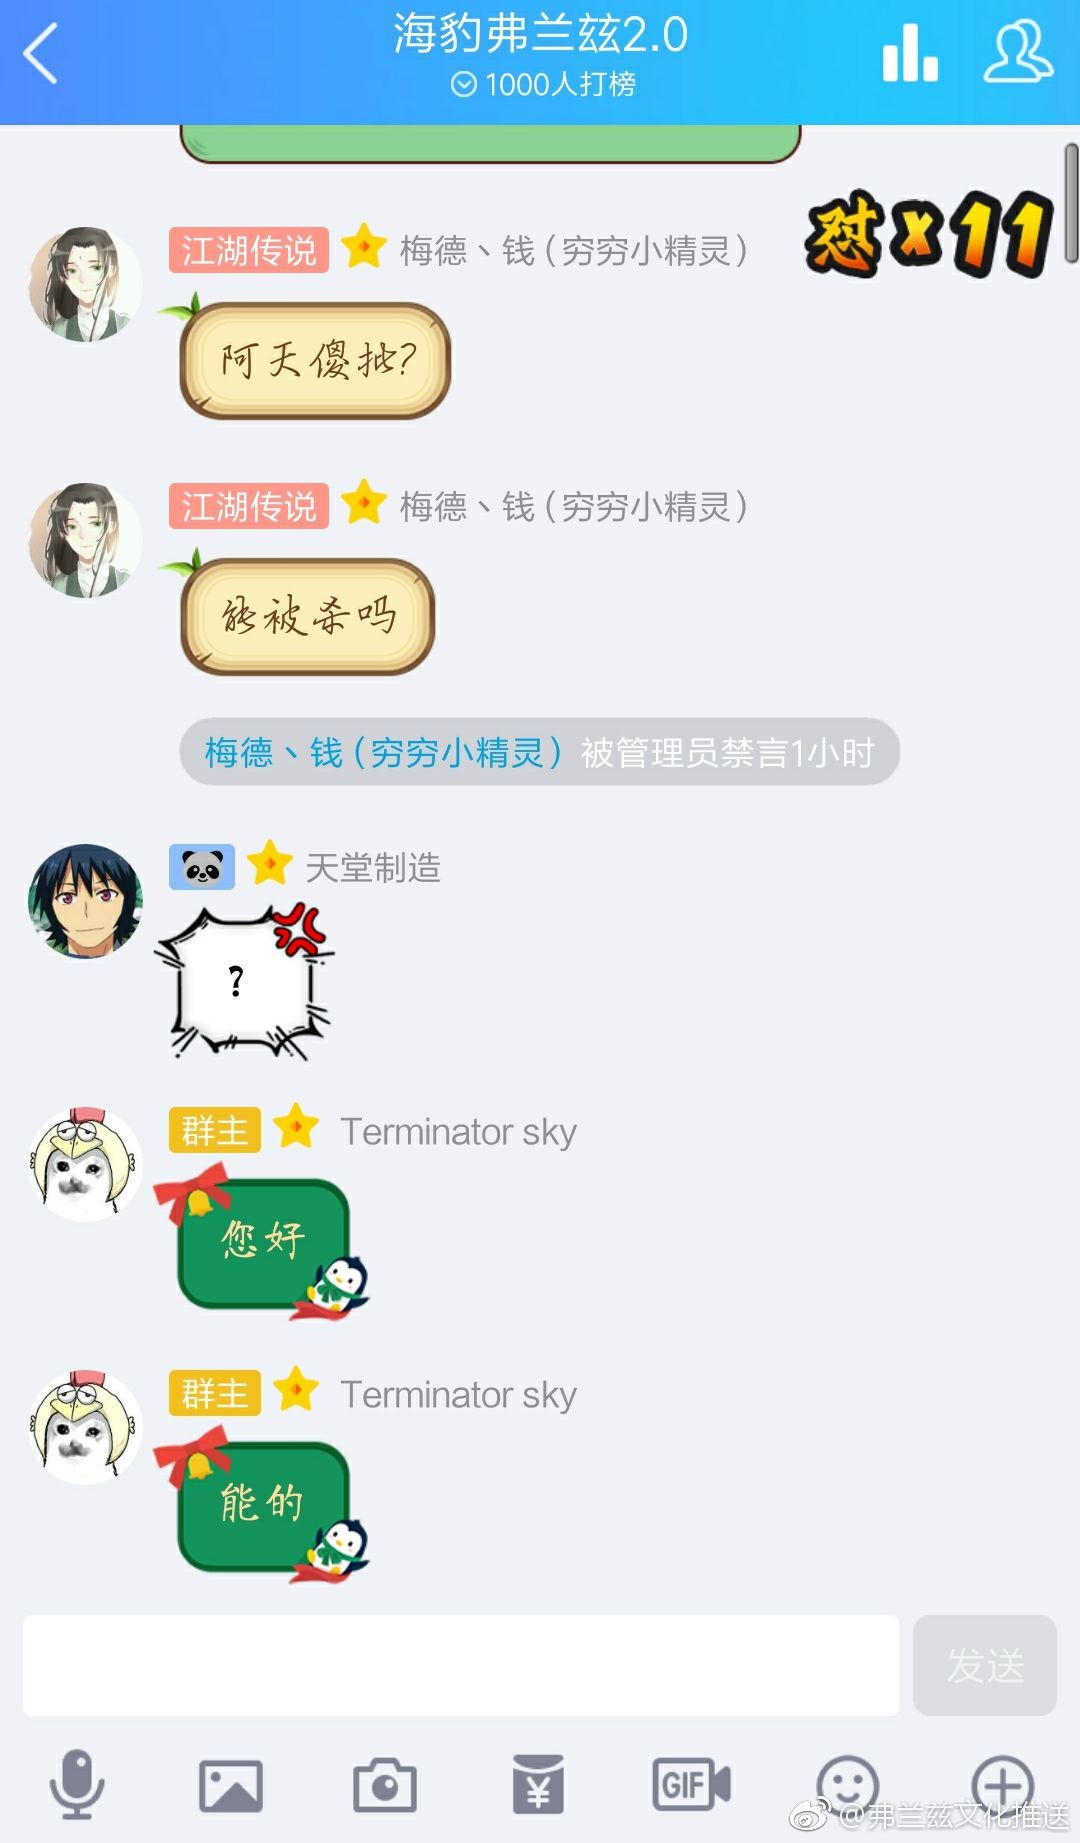 海豹弗兰兹2.0
1000人打榜
怼x11
江湖传说 梅德丶钱（穷穷小精灵）
阿天傻批?
江湖传说 梅德丶钱（穷穷小精灵）
能被杀吗
梅德丶钱（穷穷小精灵）被管理员禁言1小时
天堂制造
?
群主 Terminator sky
您好
群主 Terminator sky
能的
发送
¥
GIF
@弗兰兹文化推送